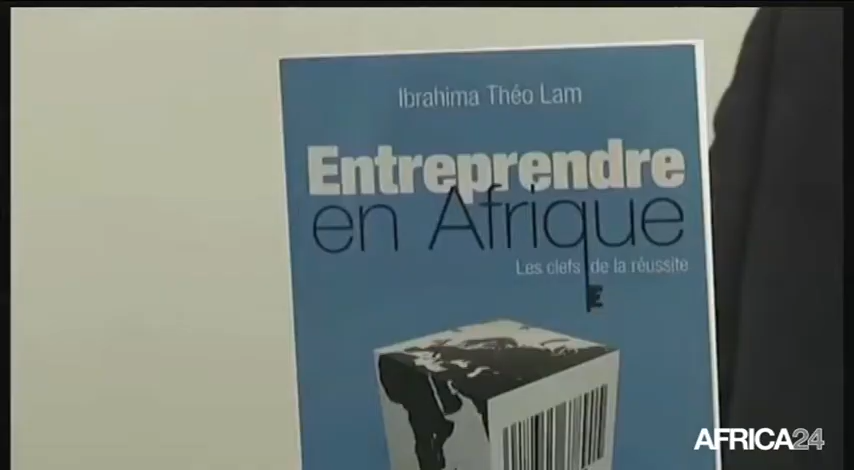 Ibrahima Théo Lam
Entreprendre
en Afrique
Les clefs de la réussite
AFRICA24